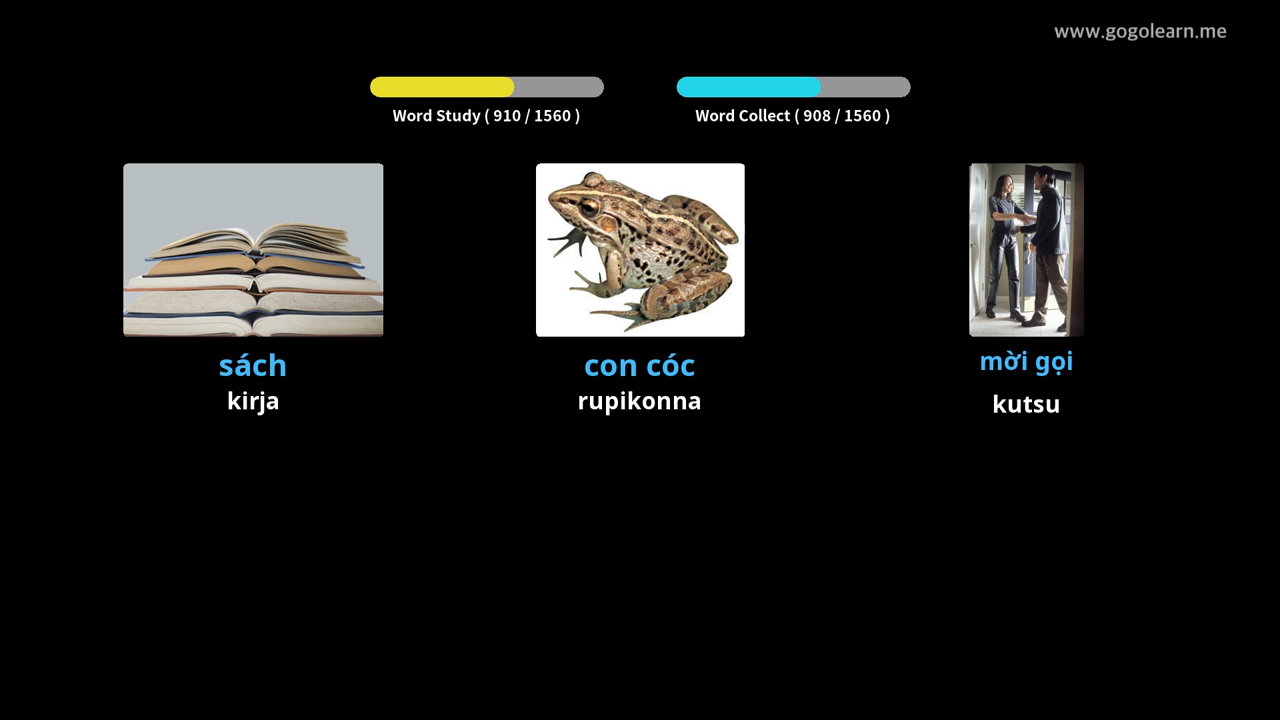 www.gogolearn.me
Word Study ( 910 / 1560 )
Word Collect ( 908 / 1560 )
sách
kirja
con cóc
rupikonna
mời gọi
kutsu